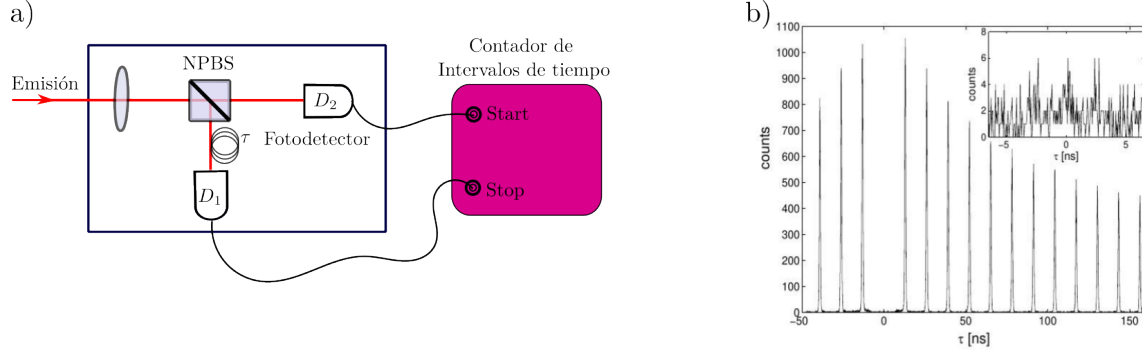 a)
Emisión
NPBS
D₂
τ
Fotodetector
D₁
Contador de
Intervalos de tiempo
Start
Stop
b)
counts
1100
1000
900
800
700
600
500
400
300
200
100
0
-50 0 50 100 150
τ [ns]
counts
8
6
4
2
0
-5 0 5
τ [ns]